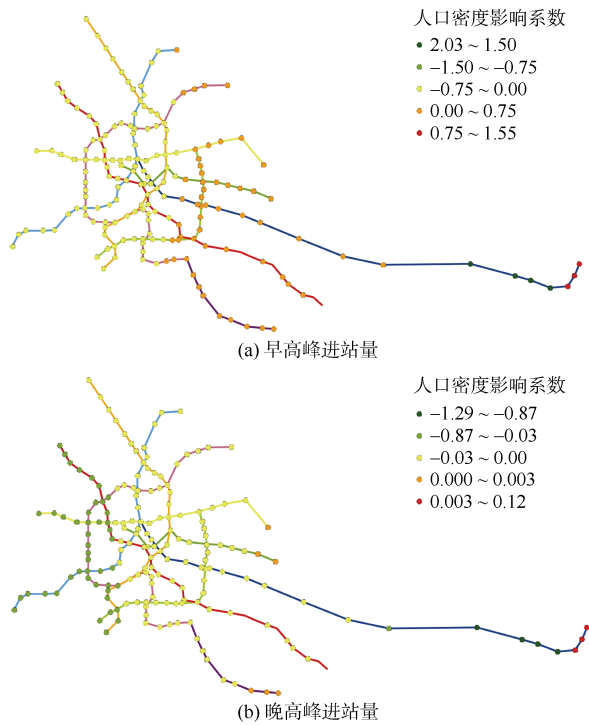 人口密度影响系数
2.03 ~ 1.50
−1.50 ~ −0.75
−0.75 ~ 0.00
0.00 ~ 0.75
0.75 ~ 1.55
(a) 早高峰进站量
人口密度影响系数
−1.29 ~ −0.87
−0.87 ~ −0.03
−0.03 ~ 0.00
0.000 ~ 0.003
0.003 ~ 0.12
(b) 晚高峰进站量